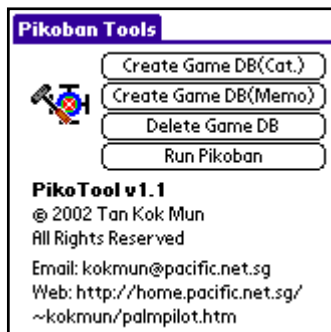 Pikoban Tools
Create Game DB(Cat.)
Create Game DB(Memo)
Delete Game DB
Run Pikoban
PikoTool v1.1
© 2002 Tan Kok Mun
All Rights Reserved
Email: kokmun@pacific.net.sg
Web: http://home.pacific.net.sg/
~kokmun/palmpilot.htm